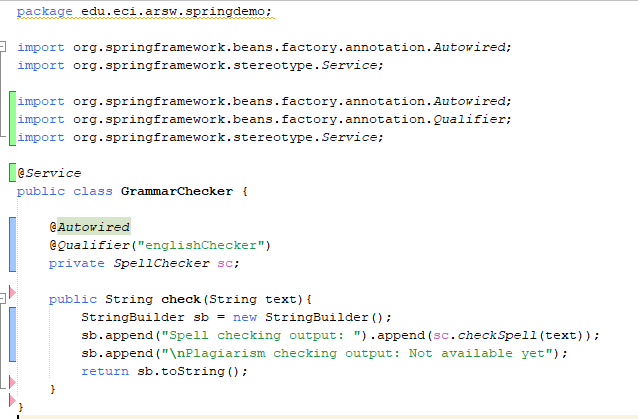 package edu.eci.arsw.springdemo;
import org.springframework.beans.factory.annotation.Autowired;
import org.springframework.stereotype.Service;
import org.springframework.beans.factory.annotation.Autowired;
import org.springframework.beans.factory.annotation.Qualifier;
import org.springframework.stereotype.Service;
@Service
public class GrammarChecker {
@Autowired
@Qualifier("englishChecker")
private SpellChecker sc;
public String check(String text){
StringBuilder sb = new StringBuilder();
sb.append("Spell checking output: ").append(sc.checkSpell(text));
sb.append("\nPlagiarism checking output: Not available yet");
return sb.toString();
}
}